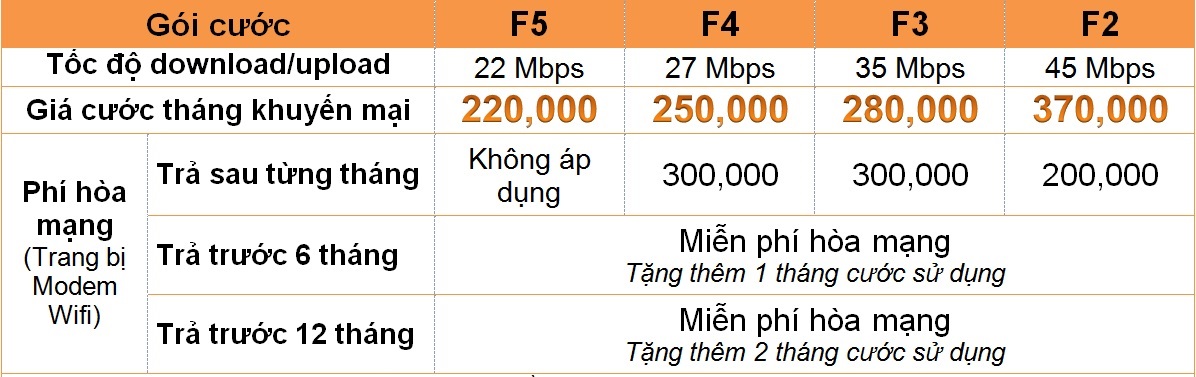 Gói cước F5 F4 F3 F2
Tốc độ download/upload 22 Mbps 27 Mbps 35 Mbps 45 Mbps
Giá cước tháng khuyến mại 220,000 250,000 280,000 370,000
Phí hòa mạng
(Trang bị
Modem
Wifi)
Trả sau từng tháng Không áp dụng 300,000 300,000 200,000
Trả trước 6 tháng Miễn phí hòa mạng
Tặng thêm 1 tháng cước sử dụng
Trả trước 12 tháng Miễn phí hòa mạng
Tặng thêm 2 tháng cước sử dụng